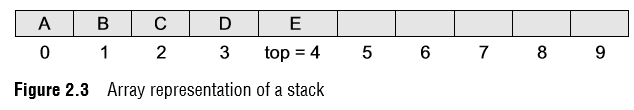 A B C D E
0 1 2 3 top = 4 5 6 7 8 9
Figure 2.3 Array representation of a stack